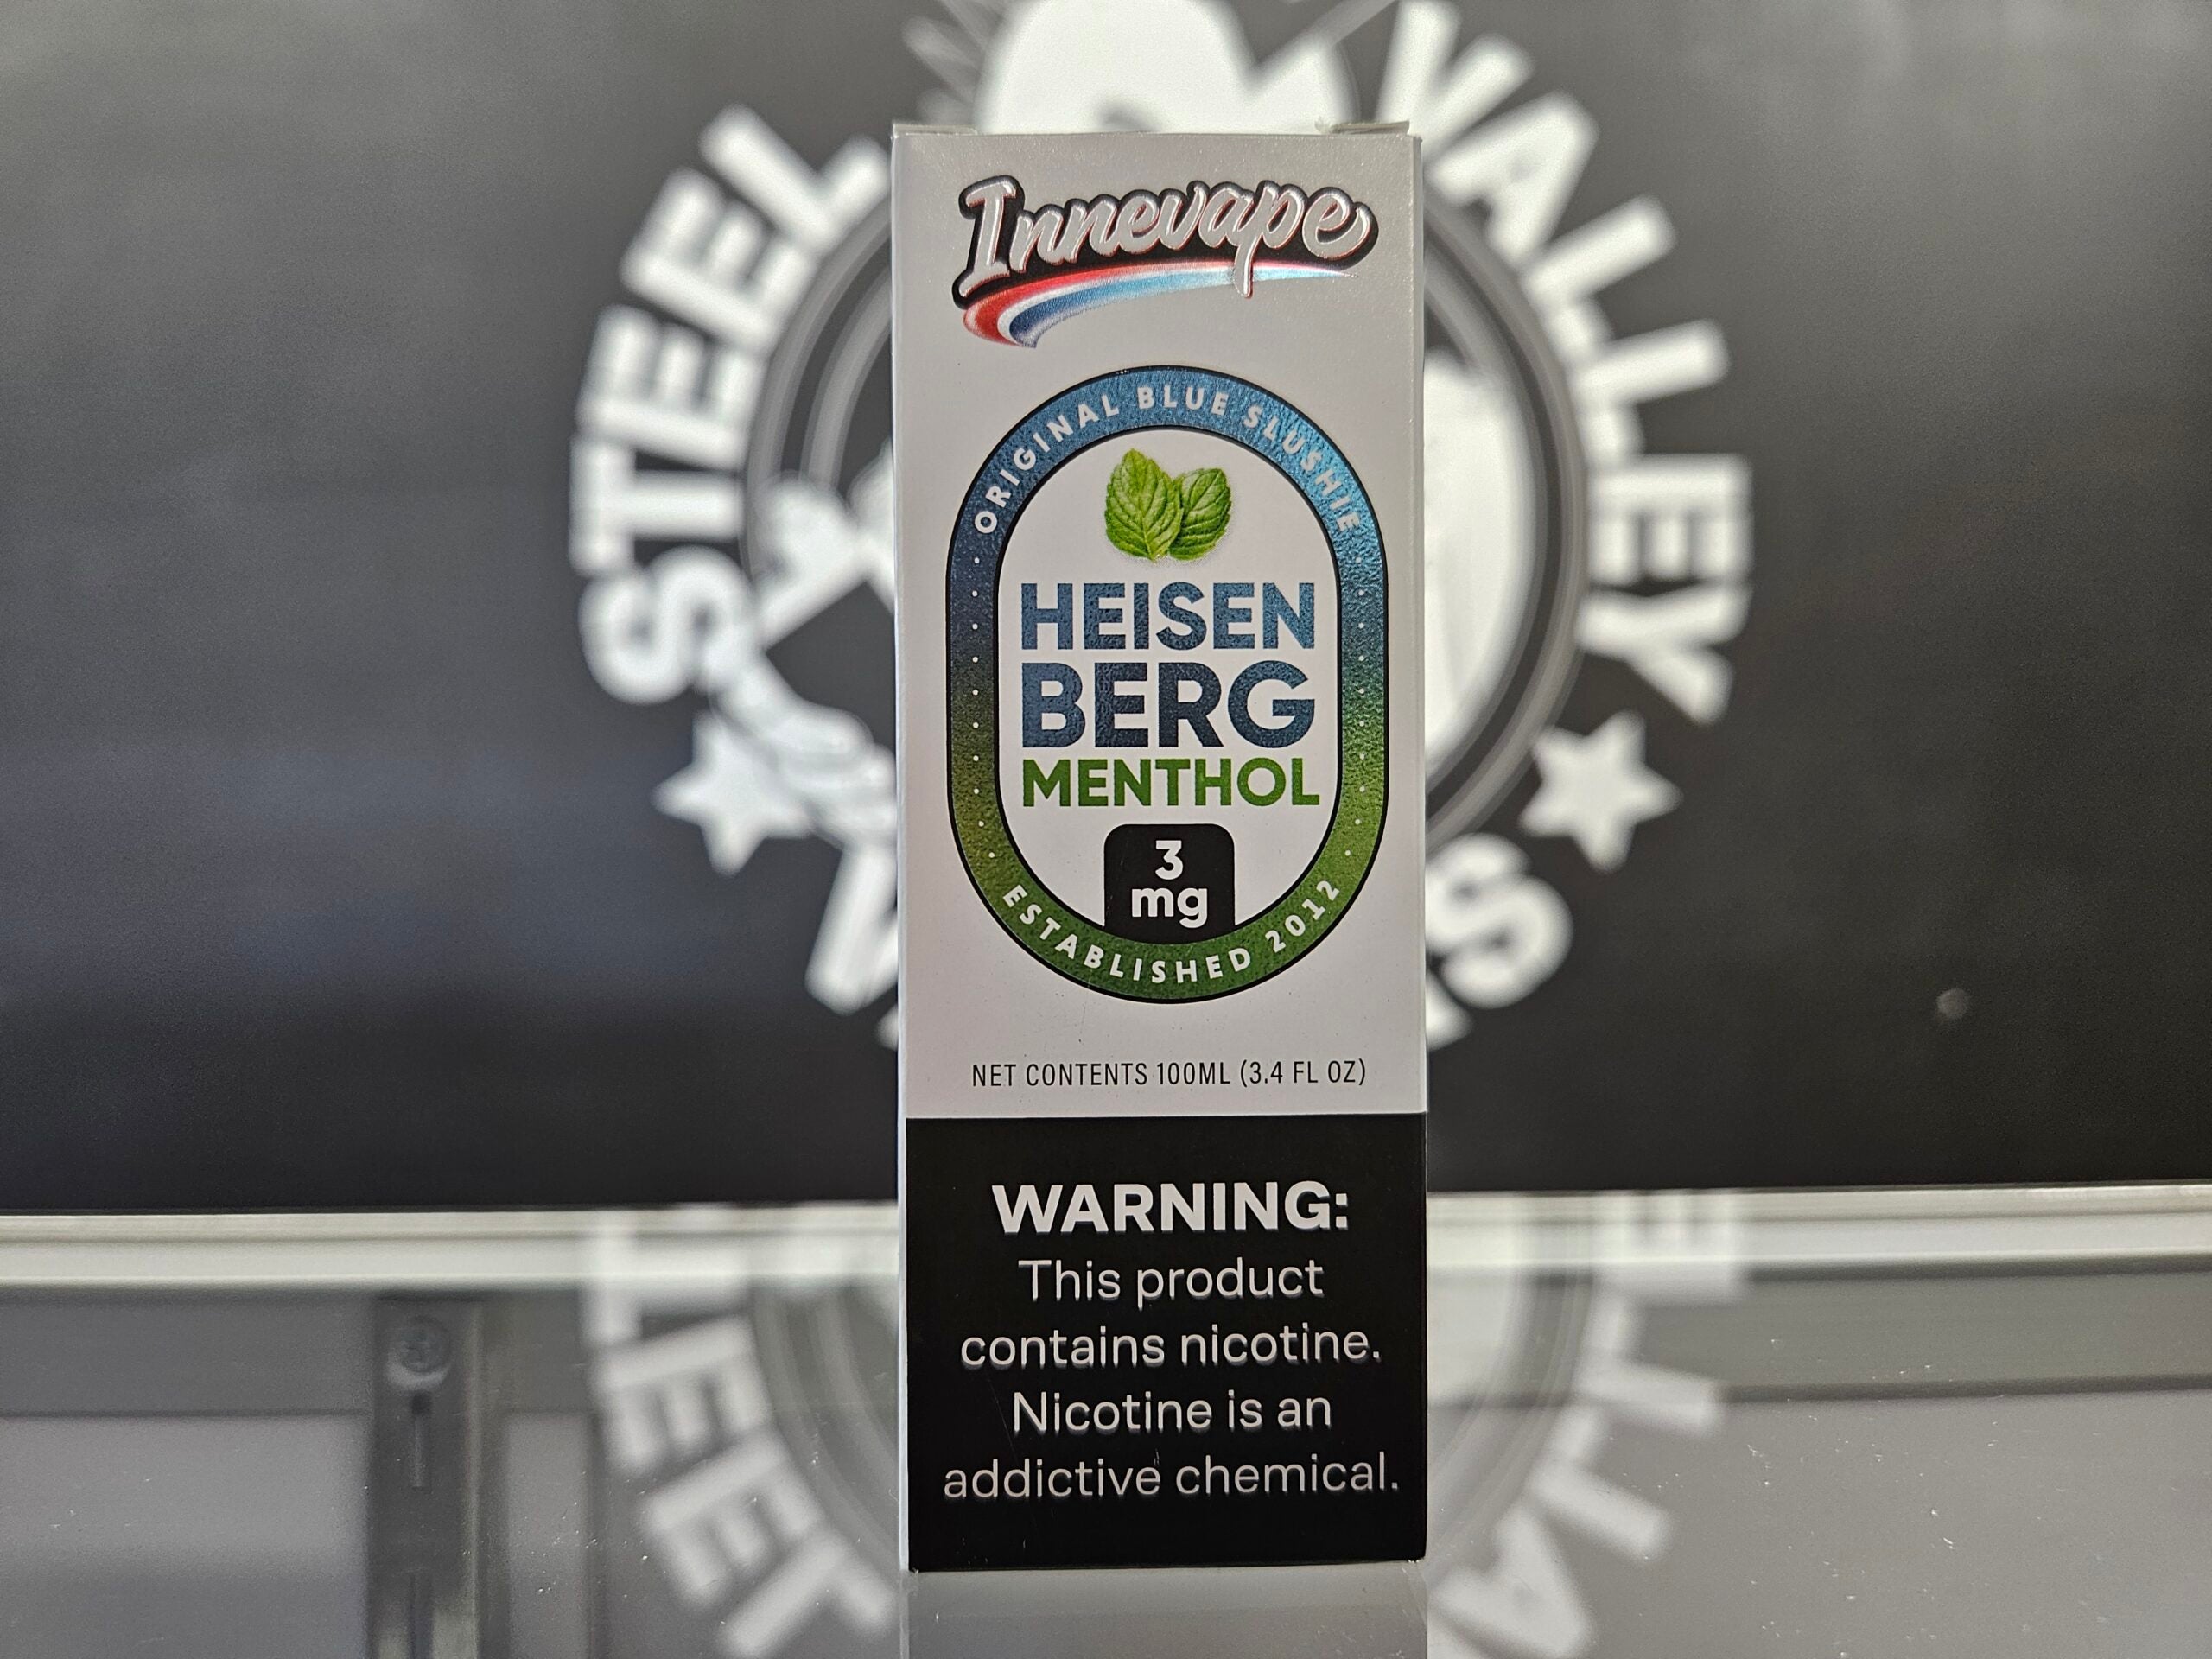 STEEL VALLEY
Innevape
ORIGINAL BLUE SLUSHIE
HEISEN
BERG
MENTHOL
3
mg
ESTABLISHED 2012
NET CONTENTS 100ML (3.4 FL OZ)
WARNING:
This product
contains nicotine.
Nicotine is an
addictive chemical.